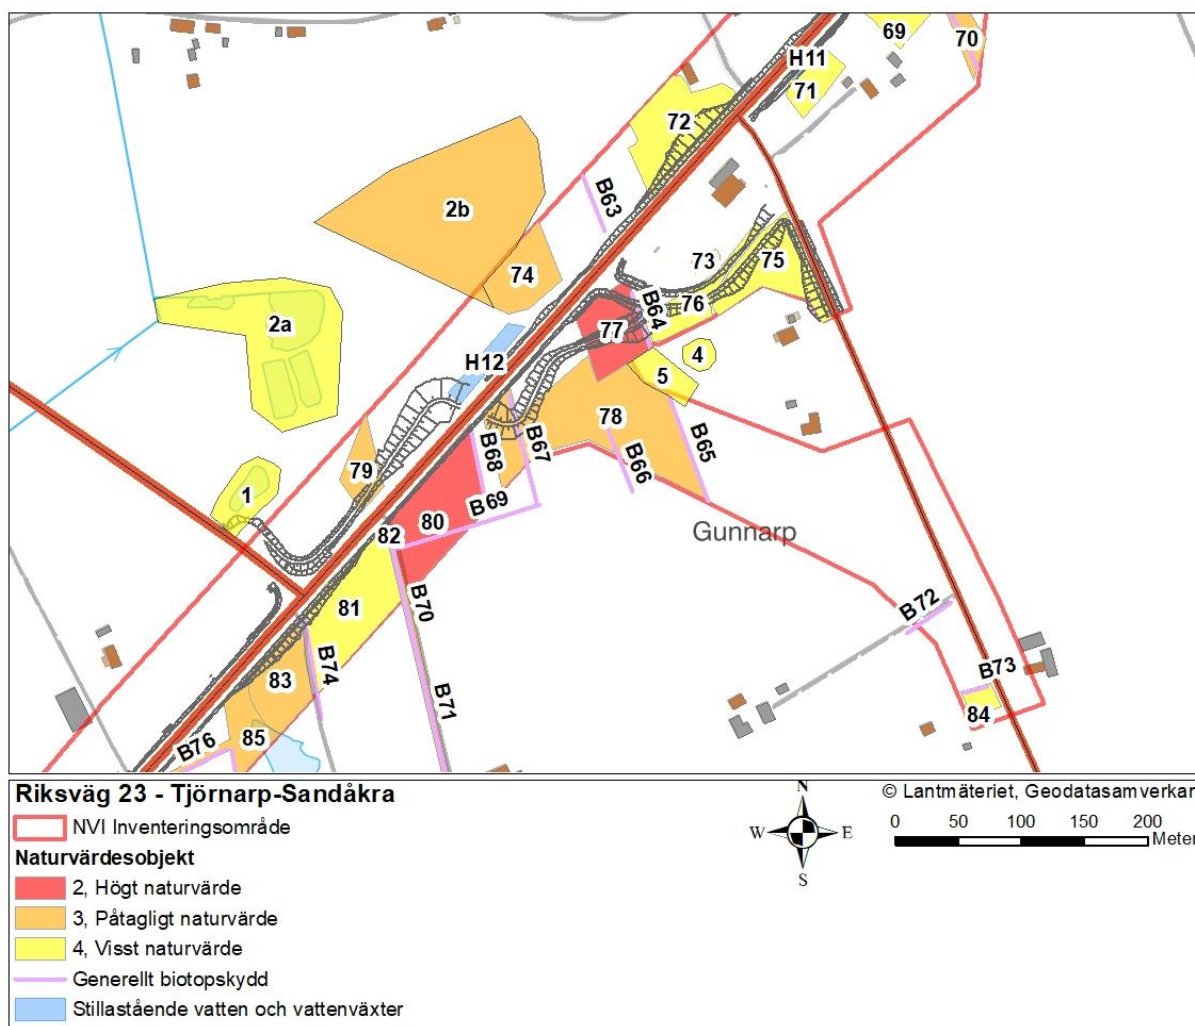 69
70
H11
71
72
B63
2b
74
73
75
76
B64
77
2a
H12
4
5
78
B67
B68
B66
B65
79
1
B69
80
82
Gunnarp
81
B70
B72
B74
83
B71
B73
84
85
B76
Riksväg 23 - Tjörnarp-Sandåkra
NVI Inventeringsområde
Naturvärdesobjekt
2, Högt naturvärde
3, Påtagligt naturvärde
4, Visst naturvärde
Generellt biotopskydd
Stillastående vatten och vattenväxter
N
W E
S
© Lantmäteriet, Geodatasamverkan
0 50 100 150 200
Meter